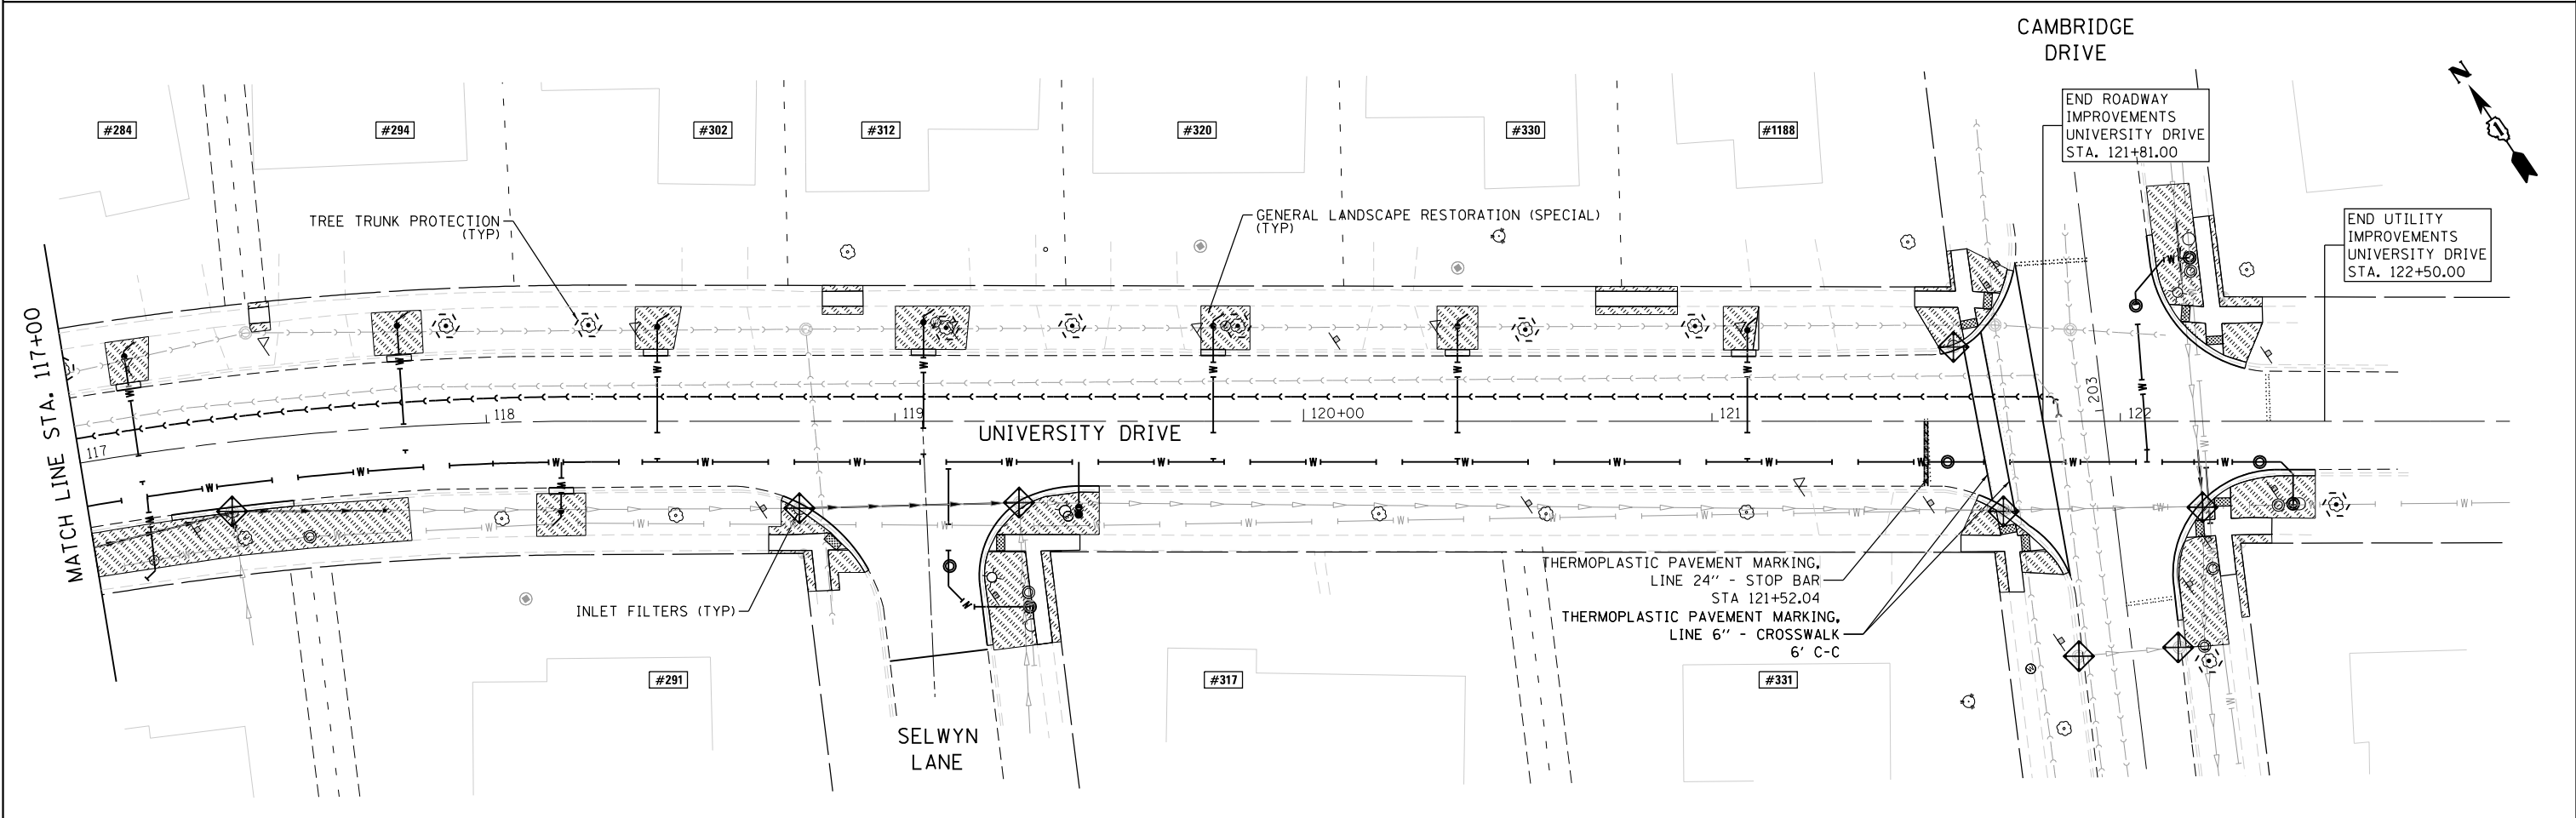 CAMBRIDGE
DRIVE
N
END ROADWAY
IMPROVEMENTS
UNIVERSITY DRIVE
STA. 121+81.00
#284
#294
#302
#312
#320
#330
#1188
TREE TRUNK PROTECTION
(TYP)
GENERAL LANDSCAPE RESTORATION (SPECIAL)
(TYP)
END UTILITY
IMPROVEMENTS
UNIVERSITY DRIVE
STA. 122+50.00
MATCH LINE STA. 117+00
117
118
119
120+00
121
203
122
UNIVERSITY DRIVE
THERMOPLASTIC PAVEMENT MARKING,
LINE 24" - STOP BAR
STA 121+52.04
THERMOPLASTIC PAVEMENT MARKING,
LINE 6" - CROSSWALK
6' C-C
INLET FILTERS (TYP)
#291
#317
#331
SELWYN
LANE